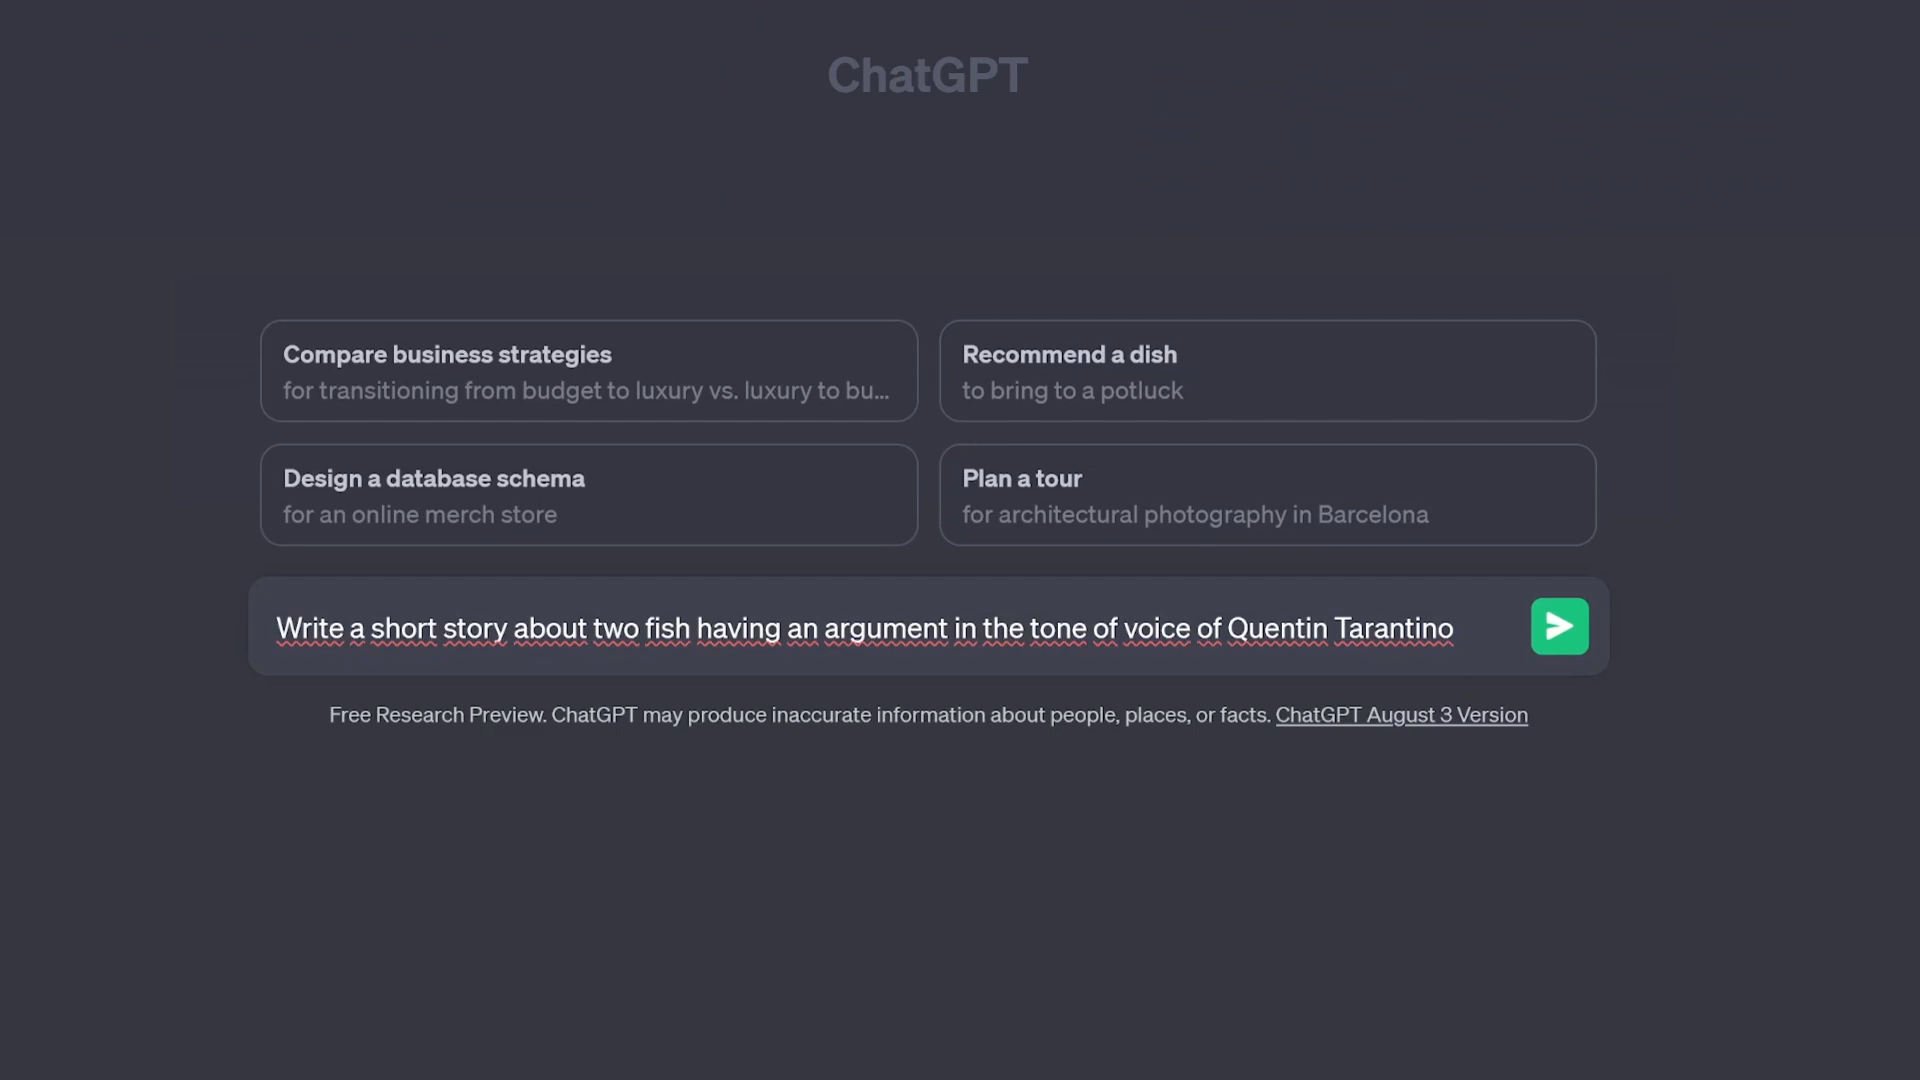 ChatGPT
Compare business strategies
for transitioning from budget to luxury vs. luxury to bu...
Recommend a dish
to bring to a potluck
Design a database schema
for an online merch store
Plan a tour
for architectural photography in Barcelona
Write a short story about two fish having an argument in the tone of voice of Quentin Tarantino
Free Research Preview. ChatGPT may produce inaccurate information about people, places, or facts. ChatGPT August 3 Version